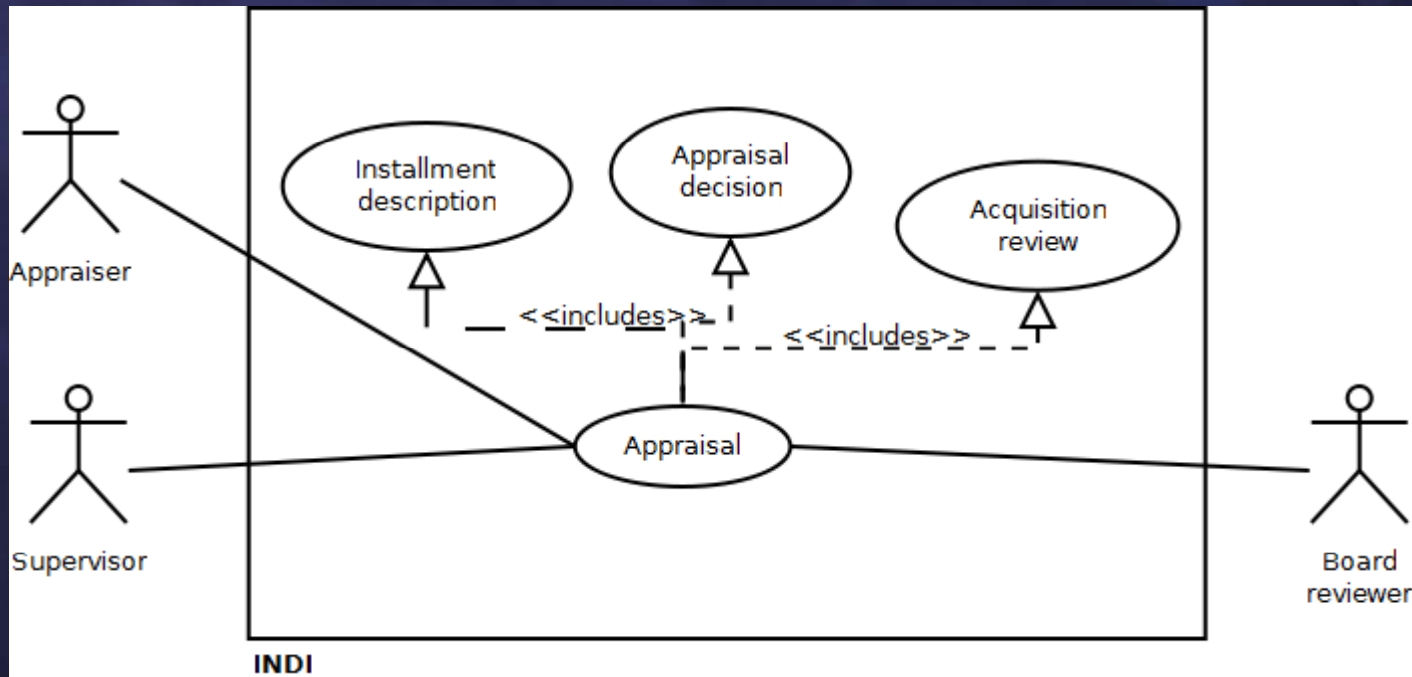 Appraiser
Supervisor
Installment
description
Appraisal
decision
Acquisition
review
<<includes>>
<<includes>>
Appraisal
Board
reviewer
INDI